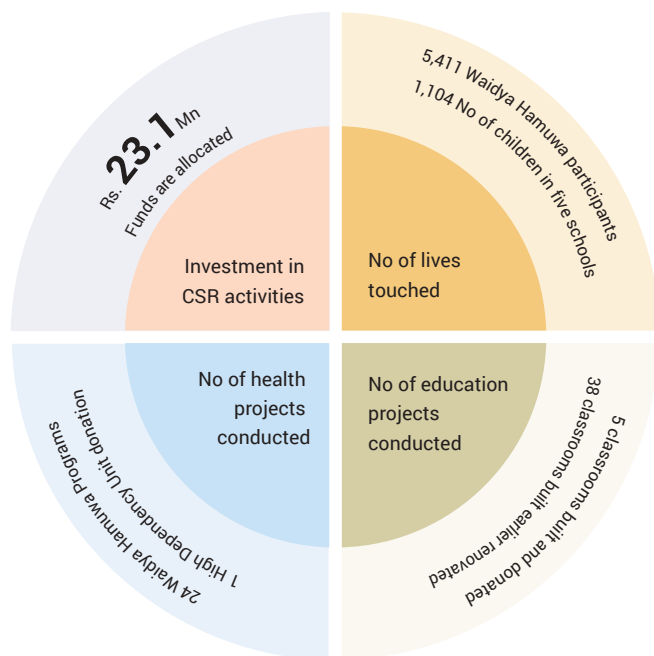 Rs. 23.1 Mn
Funds are allocated
Investment in
CSR activities
5,411 Waidya Hamuwa participants
1,104 No of children in five schools
No of lives
touched
No of health
projects
conducted
1 High Dependency Unit donation
24 Waidya Hamuwa Programs
No of education
projects
conducted
5 classrooms built and donated
38 classrooms built earlier renovated